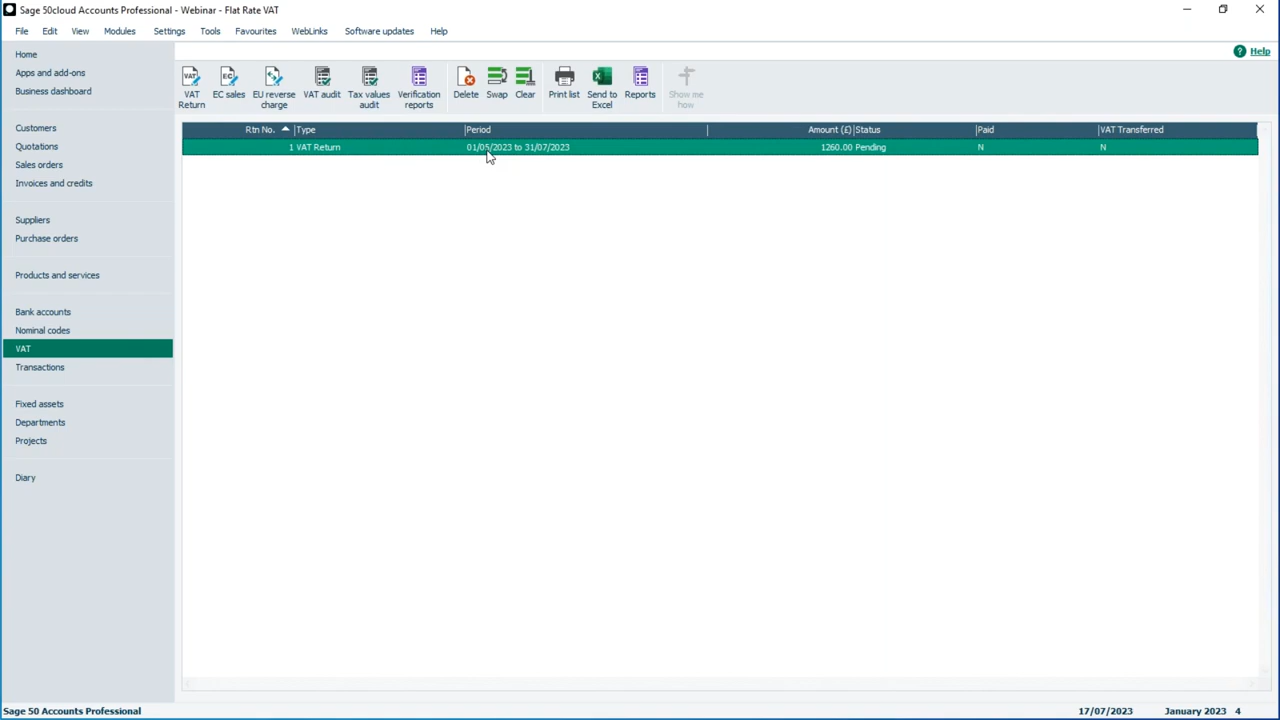 Sage 50cloud Accounts Professional - Webinar - Flat Rate VAT
File Edit View Modules Settings Tools Favourites WebLinks Software updates Help
Help
Home
Apps and add-ons
Business dashboard
Customers
Quotations
Sales orders
Invoices and credits
Suppliers
Purchase orders
Products and services
Bank accounts
Nominal codes
VAT
Transactions
Fixed assets
Departments
Projects
Diary
VAT Return
EC sales
EU reverse charge
VAT audit
Tax values audit
Verification reports
Delete
Swap
Clear
Print list
Send to Excel
Reports
Show me how
Rtn No. Type Period Amount (£) Status Paid VAT Transferred
1 VAT Return 01/05/2023 to 31/07/2023 1260.00 Pending N N
Sage 50 Accounts Professional 17/07/2023 January 2023 4